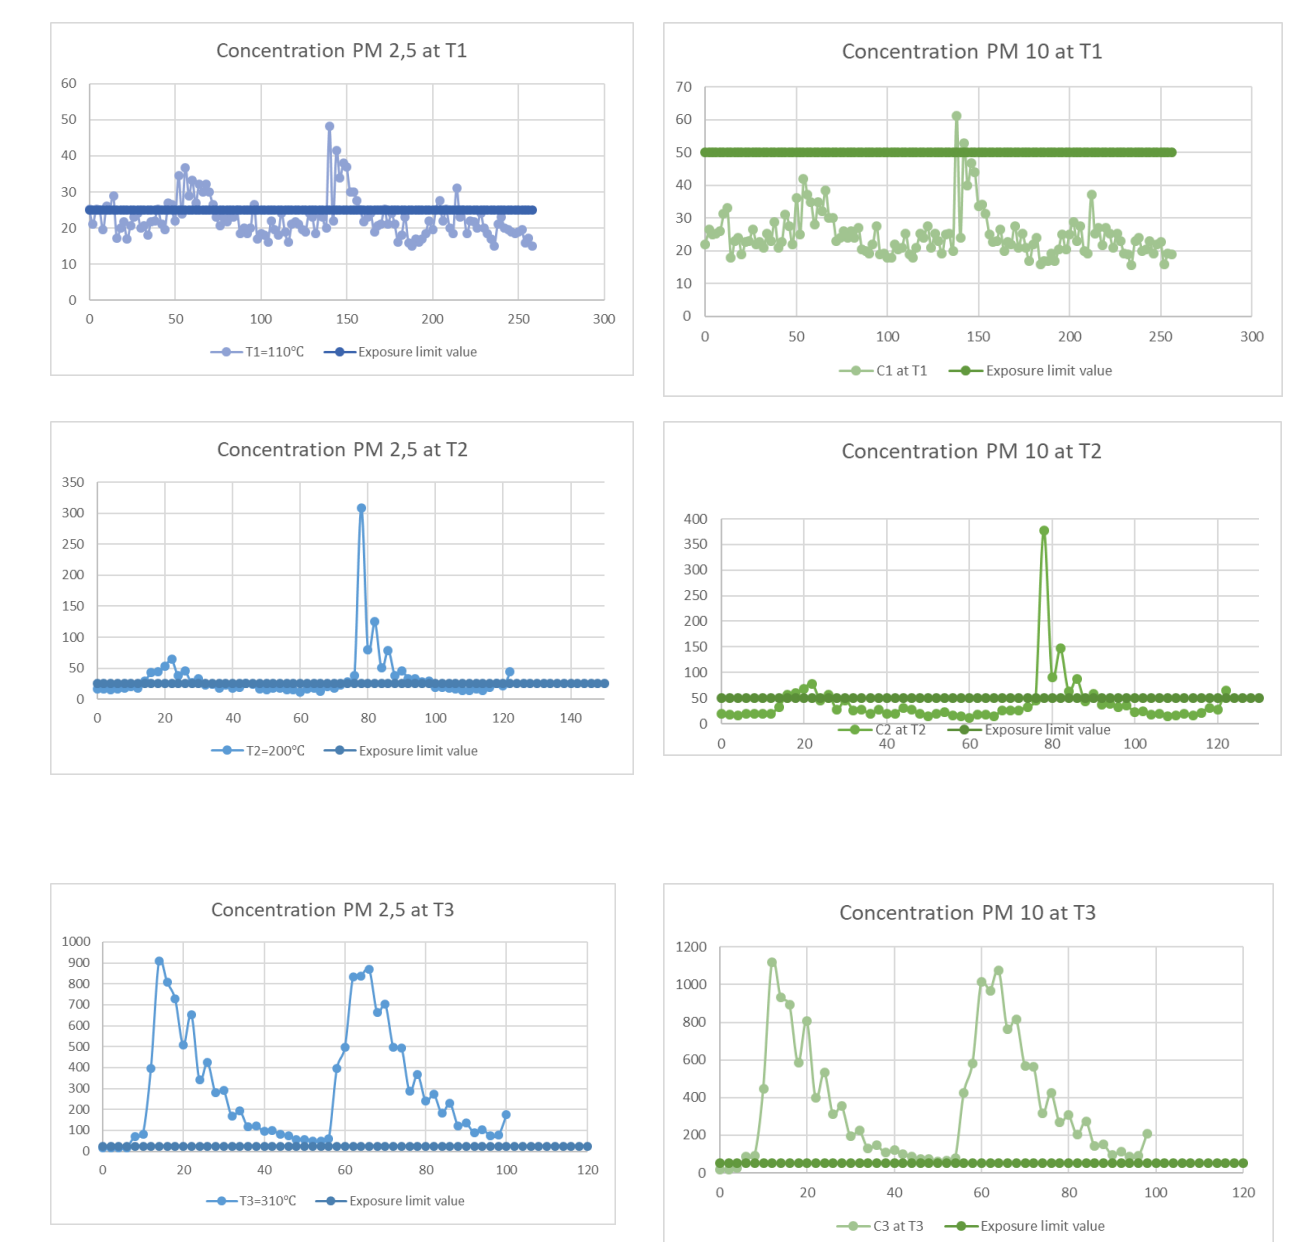 Concentration PM 2,5 at T1
60
50
40
30
20
10
0
0 50 100 150 200 250 300
T1=110°C Exposure limit value
Concentration PM 10 at T1
70
60
50
40
30
20
10
0
0 50 100 150 200 250 300
C1 at T1 Exposure limit value
Concentration PM 2,5 at T2
350
300
250
200
150
100
50
0
0 20 40 60 80 100 120 140
T2=200°C Exposure limit value
Concentration PM 10 at T2
400
350
300
250
200
150
100
50
0
C2 at T2 Exposure limit value
0 20 40 60 80 100 120
Concentration PM 2,5 at T3
1000
900
800
700
600
500
400
300
200
100
0
0 20 40 60 80 100 120
T3=310°C Exposure limit value
Concentration PM 10 at T3
1200
1000
800
600
400
200
0
0 20 40 60 80 100 120
C3 at T3 Exposure limit value